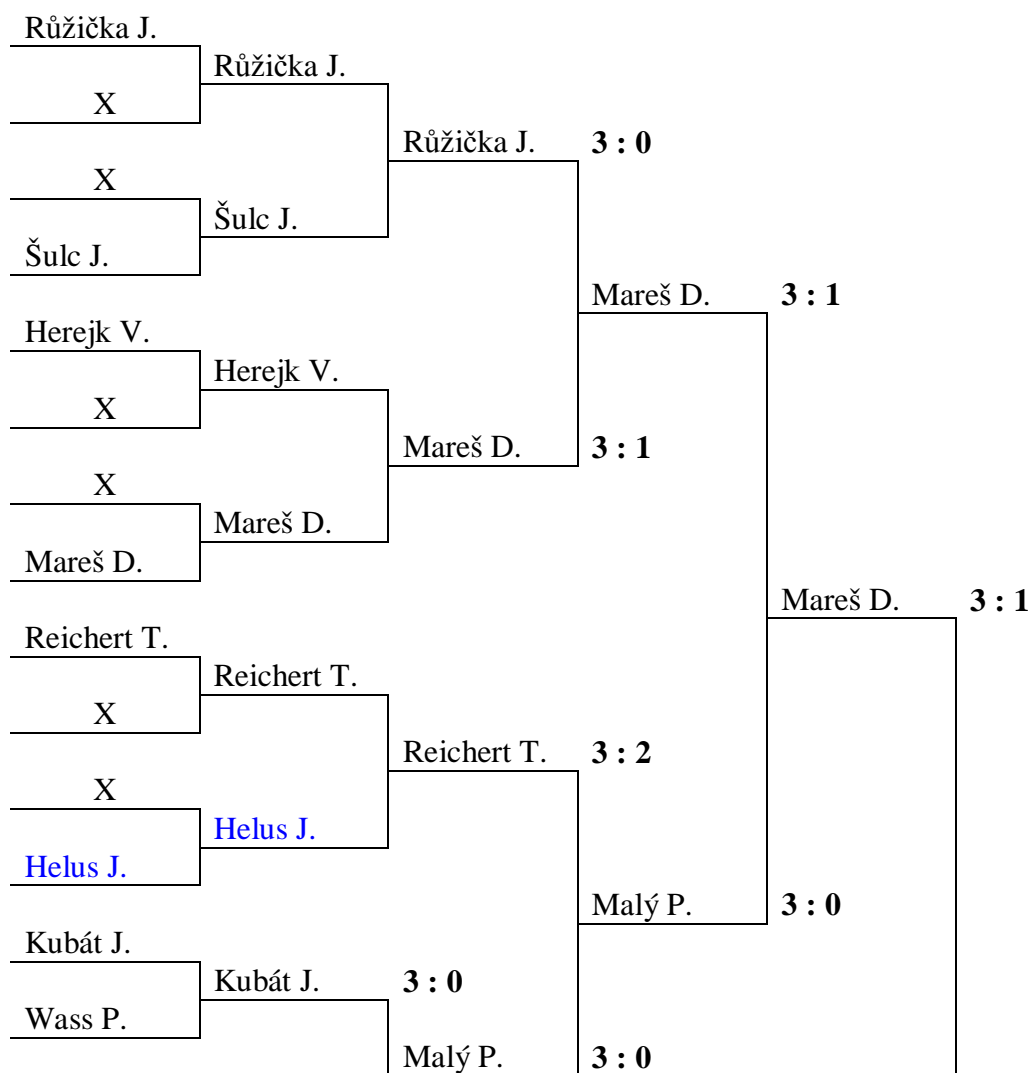 Růžička J.
Růžička J.
X
Růžička J. 3 : 0
X
Šulc J.
Šulc J.
Mareš D. 3 : 1
Herejk V.
Herejk V.
X
Mareš D. 3 : 1
X
Mareš D.
Mareš D.
Mareš D. 3 : 1
Reichert T.
Reichert T.
X
Reichert T. 3 : 2
X
Helus J.
Helus J.
Malý P. 3 : 0
Kubát J.
Kubát J. 3 : 0
Wass P.
Malý P. 3 : 0